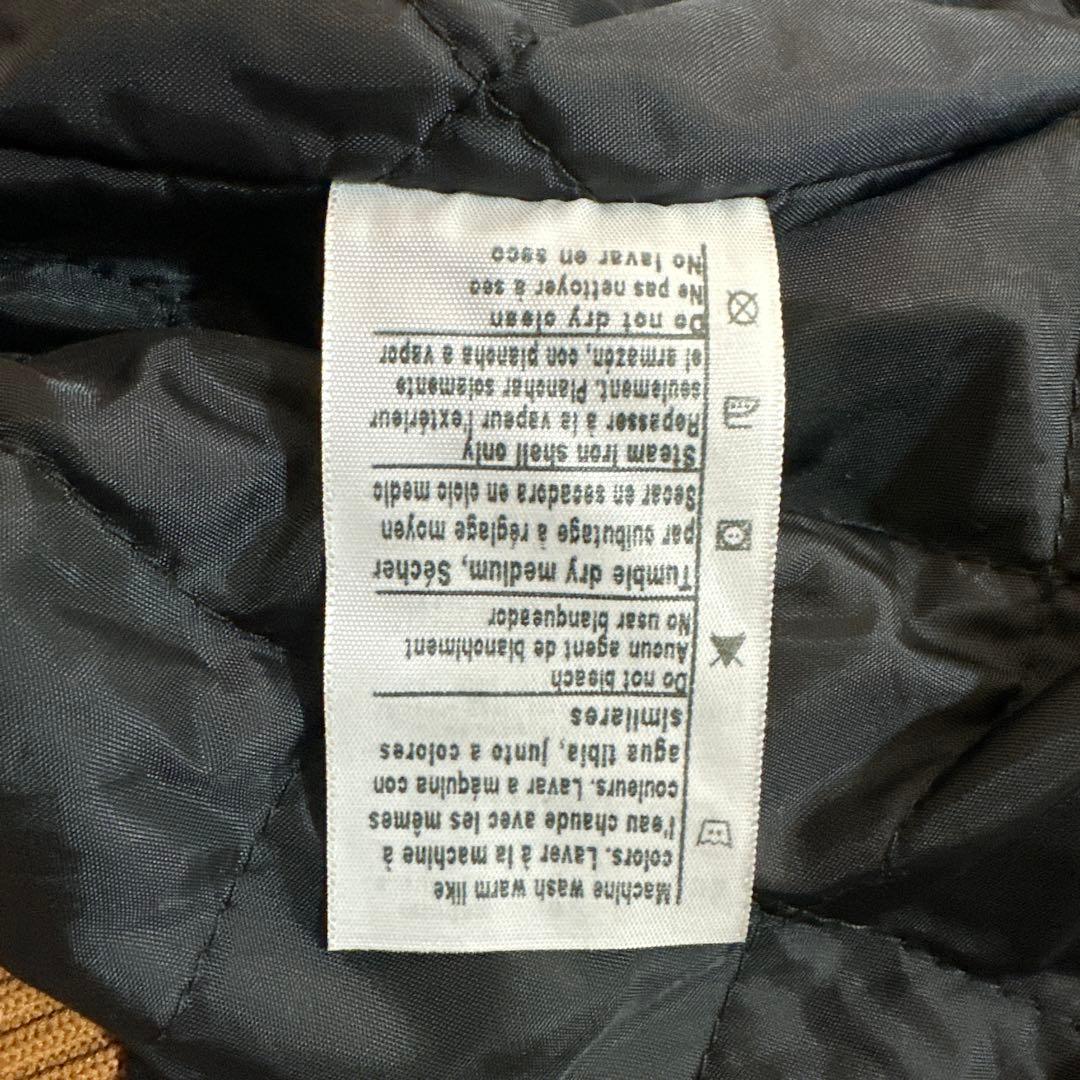 Machine wash warm like
colors. Laver à la machine à
l'eau chaude avec les mêmes
couleurs. Lavar a máquina con
agua tibia, junto a colores
similares
Do not bleach
Aucun agent de blanchiment
No usar blanqueador
Tumble dry medium, Sécher
par culbutage à réglage moyen
Secar en secadora en ciclo medio
Steam Iron shell only
Repasser à la vapeur l'extérieur
seulement. Planchar solamente
el armazón, con plancha a vapor
Do not dry clean
Ne pas nettoyer à sec
No lavar en seco